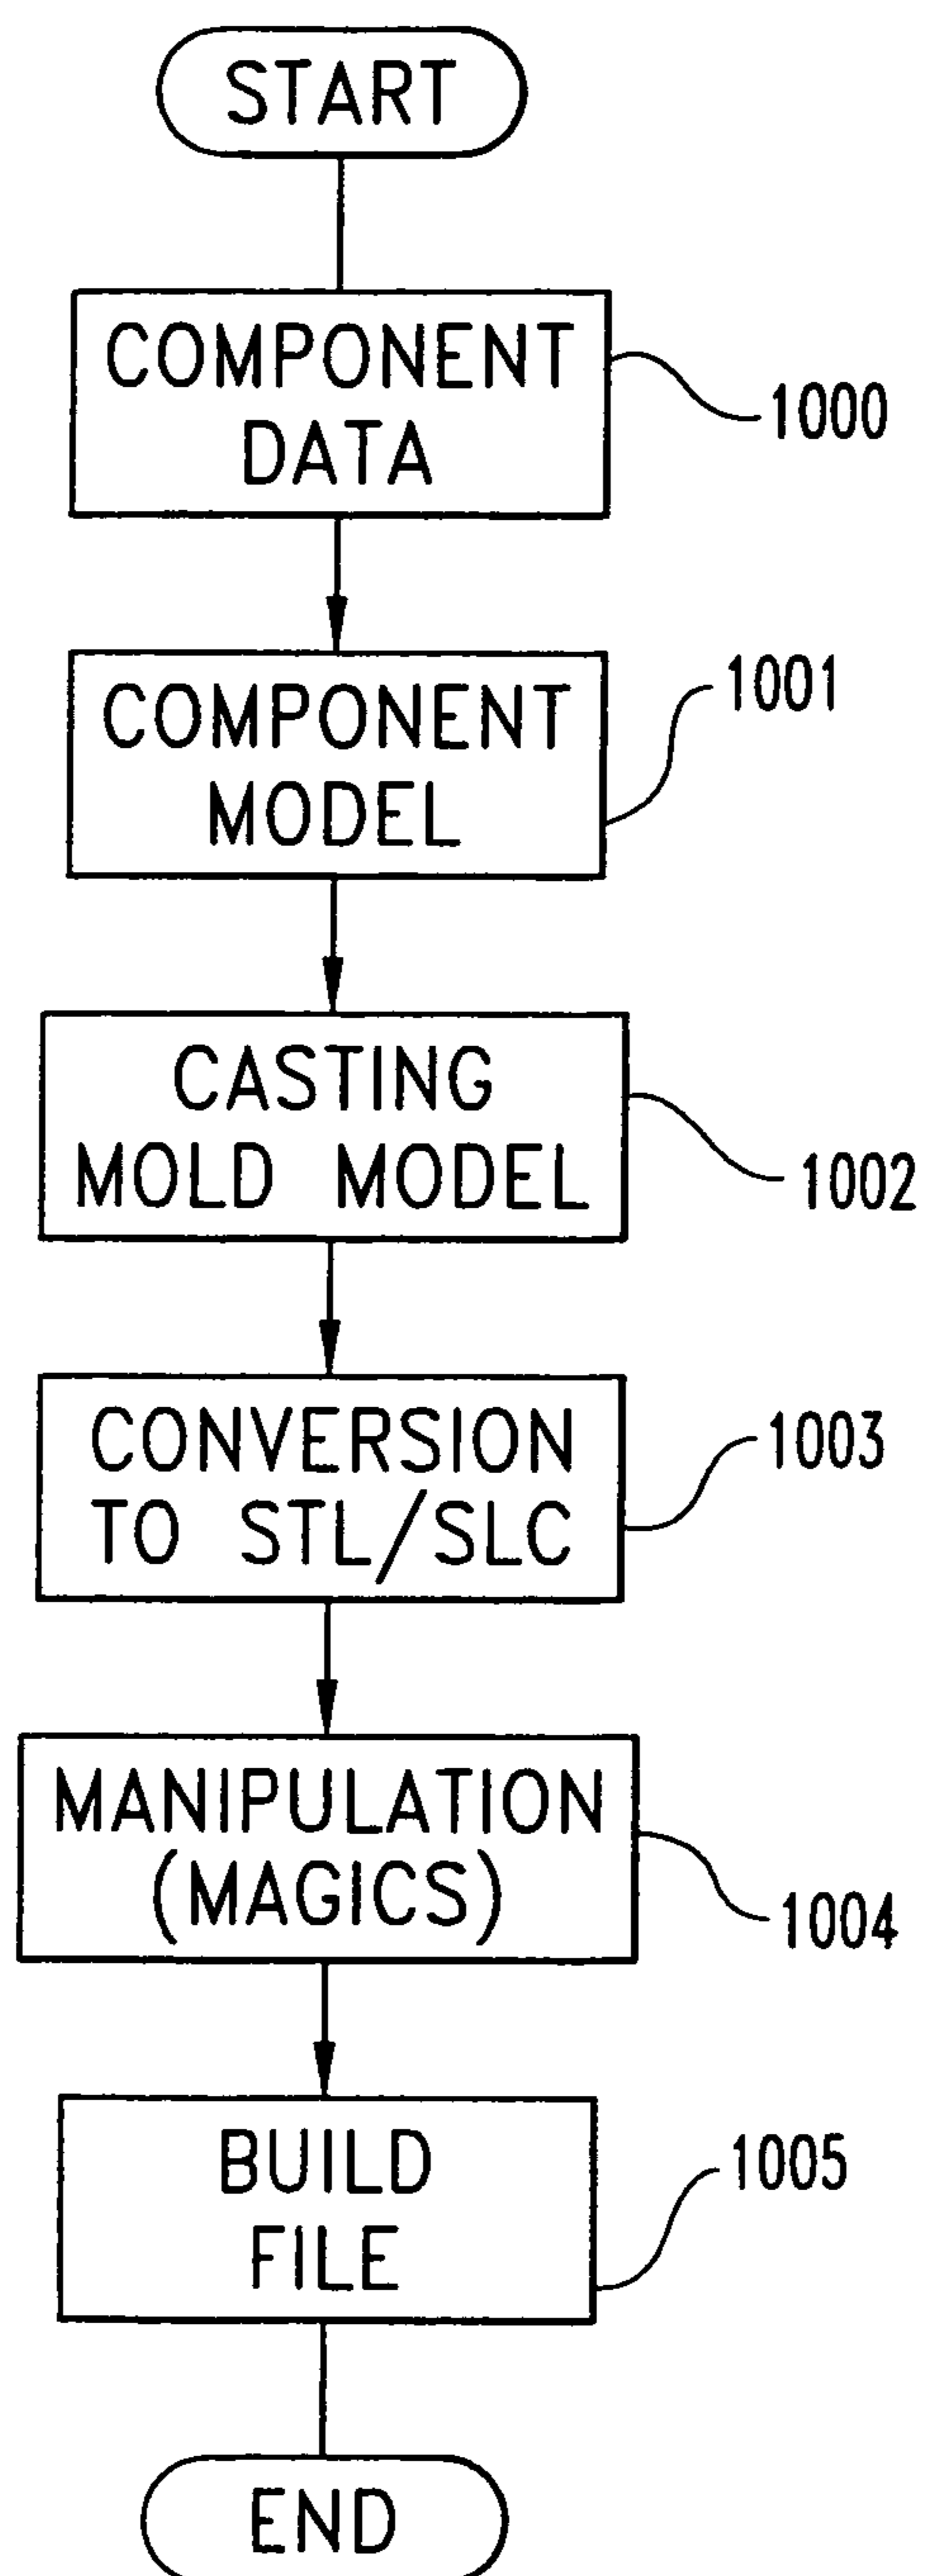 START
COMPONENT
DATA
1000
COMPONENT
MODEL
1001
CASTING
MOLD MODEL
1002
CONVERSION
TO STL/SLC
1003
MANIPULATION
(MAGICS)
1004
BUILD
FILE
1005
END